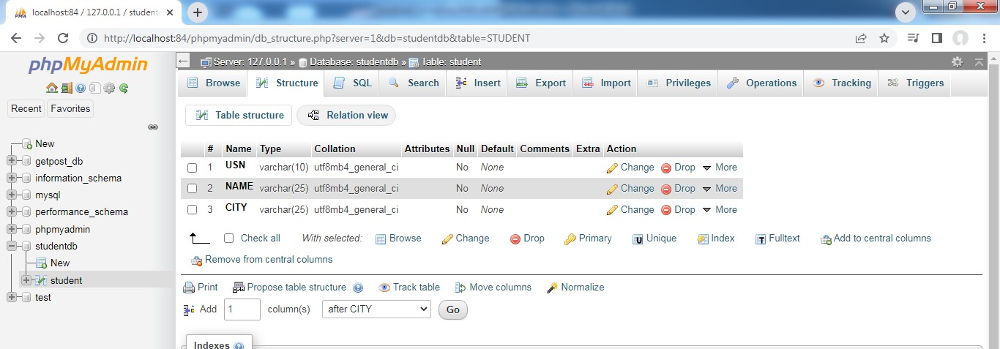 localhost:84 / 127.0.0.1 / studentd
http://localhost:84/phpmyadmin/db_structure.php?server=1&db=studentdb&table=STUDENT
phpMyAdmin
Recent Favorites
New
getpost_db
information_schema
mysql
performance_schema
phpmyadmin
studentdb
New
student
test
Server: 127.0.0.1 » Database: studentdb » Table: student
Browse Structure SQL Search Insert Export Import Privileges Operations Tracking Triggers
Table structure Relation view
# Name Type Collation Attributes Null Default Comments Extra Action
1 USN varchar(10) utf8mb4_general_ci No None Change Drop More
2 NAME varchar(25) utf8mb4_general_ci No None Change Drop More
3 CITY varchar(25) utf8mb4_general_ci No None Change Drop More
Check all With selected: Browse Change Drop Primary Unique Index Fulltext Add to central columns
Remove from central columns
Print Propose table structure Track table Move columns Normalize
Add 1 column(s) after CITY Go
Indexes